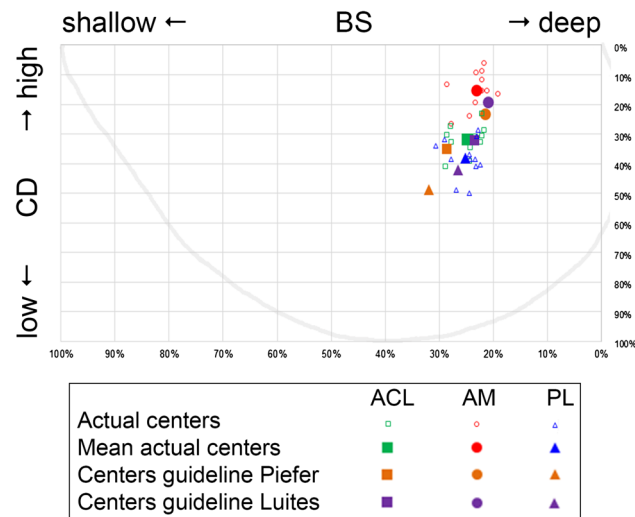 shallow ← BS → deep
CD
→ high
low ←
0%
10%
20%
30%
40%
50%
60%
70%
80%
90%
100%
100% 90% 80% 70% 60% 50% 40% 30% 20% 10% 0%
ACL AM PL
Actual centers
Mean actual centers
Centers guideline Piefer
Centers guideline Luites